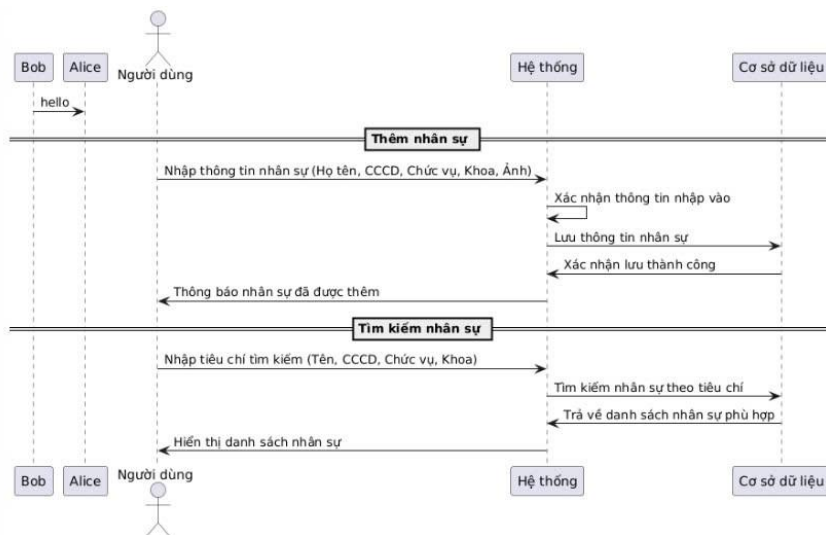 Người dùng
Bob
Alice
Hệ thống
Cơ sở dữ liệu
hello
Thêm nhân sự
Nhập thông tin nhân sự (Họ tên, CCCD, Chức vụ, Khoa, Ảnh)
Xác nhận thông tin nhập vào
Lưu thông tin nhân sự
Xác nhận lưu thành công
Thông báo nhân sự đã được thêm
Tìm kiếm nhân sự
Nhập tiêu chí tìm kiếm (Tên, CCCD, Chức vụ, Khoa)
Tìm kiếm nhân sự theo tiêu chí
Trả về danh sách nhân sự phù hợp
Hiển thị danh sách nhân sự
Bob
Alice
Người dùng
Hệ thống
Cơ sở dữ liệu